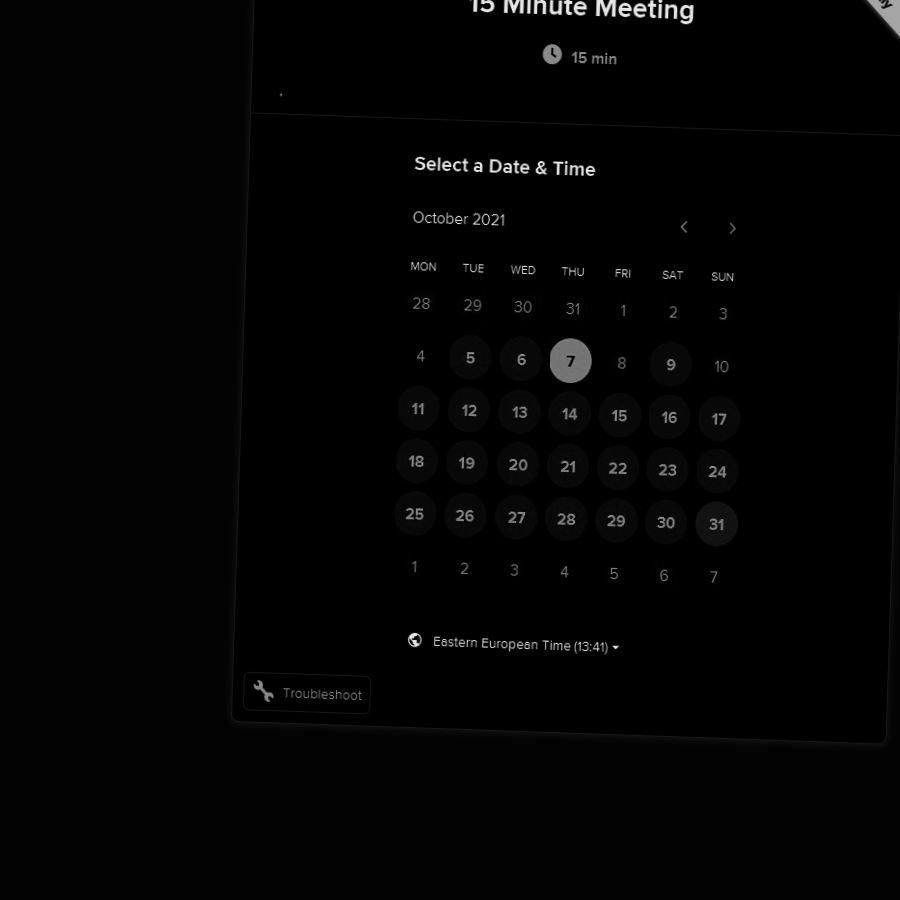 15 Minute Meeting
15 min
Select a Date & Time
October 2021
MON TUE WED THU FRI SAT SUN
28 29 30 31 1 2 3
4 5 6 7 8 9 10
11 12 13 14 15 16 17
18 19 20 21 22 23 24
25 26 27 28 29 30 31
1 2 3 4 5 6 7
Eastern European Time (13:41)
Troubleshoot